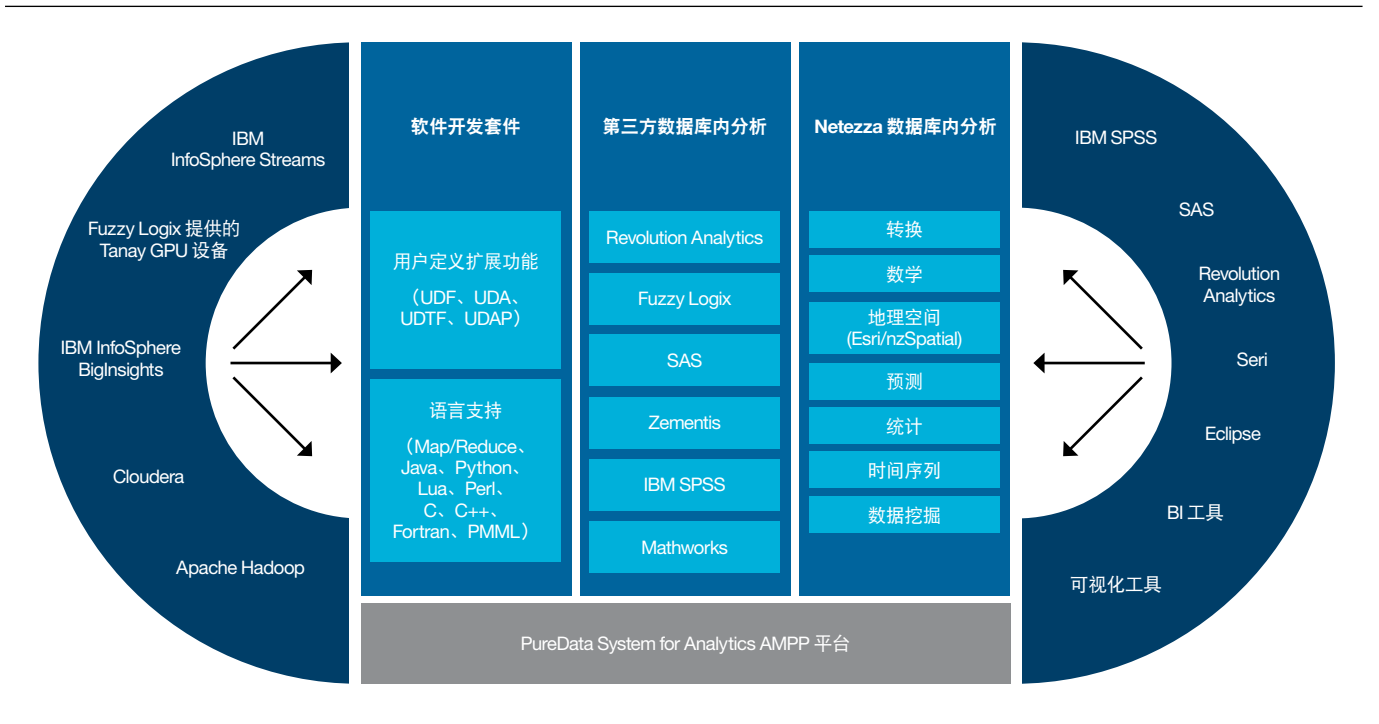 IBM
InfoSphere Streams
Fuzzy Logix 提供的
Tanay GPU 设备
IBM InfoSphere
BigInsights
Cloudera
Apache Hadoop
软件开发套件
用户定义扩展功能
（UDF、UDA、
UDTF、UDAP）
语言支持
（Map/Reduce、
Java、Python、
Lua、Perl、
C、C++、
Fortran、PMML）
第三方数据库内分析
Revolution Analytics
Fuzzy Logix
SAS
Zementis
IBM SPSS
Mathworks
Netezza 数据库内分析
转换
数学
地理空间
(Esri/nzSpatial)
预测
统计
时间序列
数据挖掘
IBM SPSS
SAS
Revolution
Analytics
Seri
Eclipse
BI 工具
可视化工具
PureData System for Analytics AMPP 平台